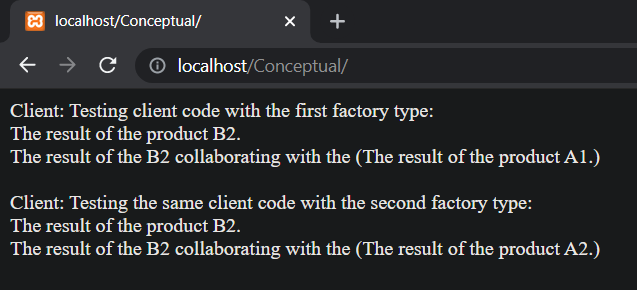 localhost/Conceptual/
localhost/Conceptual/
Client: Testing client code with the first factory type:
The result of the product B2.
The result of the B2 collaborating with the (The result of the product A1.)
Client: Testing the same client code with the second factory type:
The result of the product B2.
The result of the B2 collaborating with the (The result of the product A2.)